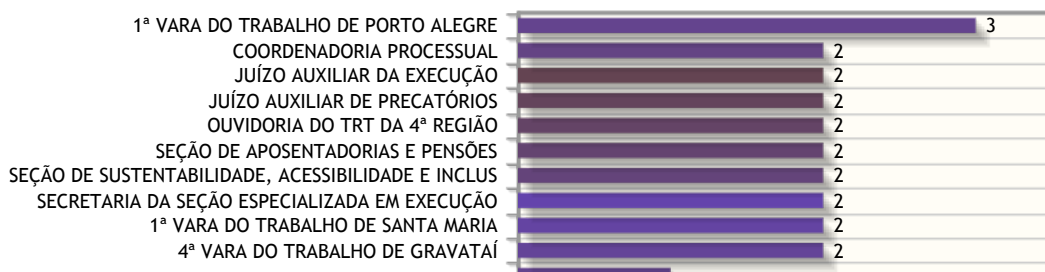 1ª VARA DO TRABALHO DE PORTO ALEGRE 3
COORDENADORIA PROCESSUAL 2
JUÍZO AUXILIAR DA EXECUÇÃO 2
JUÍZO AUXILIAR DE PRECATÓRIOS 2
OUVIDORIA DO TRT DA 4ª REGIÃO 2
SEÇÃO DE APOSENTADORIAS E PENSÕES 2
SEÇÃO DE SUSTENTABILIDADE, ACESSIBILIDADE E INCLUS 2
SECRETARIA DA SEÇÃO ESPECIALIZADA EM EXECUÇÃO 2
1ª VARA DO TRABALHO DE SANTA MARIA 2
4ª VARA DO TRABALHO DE GRAVATAÍ 2